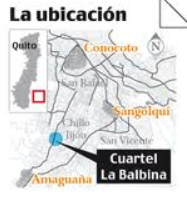 La ubicación
Quito
Conocoto
N
San Rafael
Sangolquí
Chillo
Jijón
San Vicente
Cuartel
La Balbina
Amaguaña